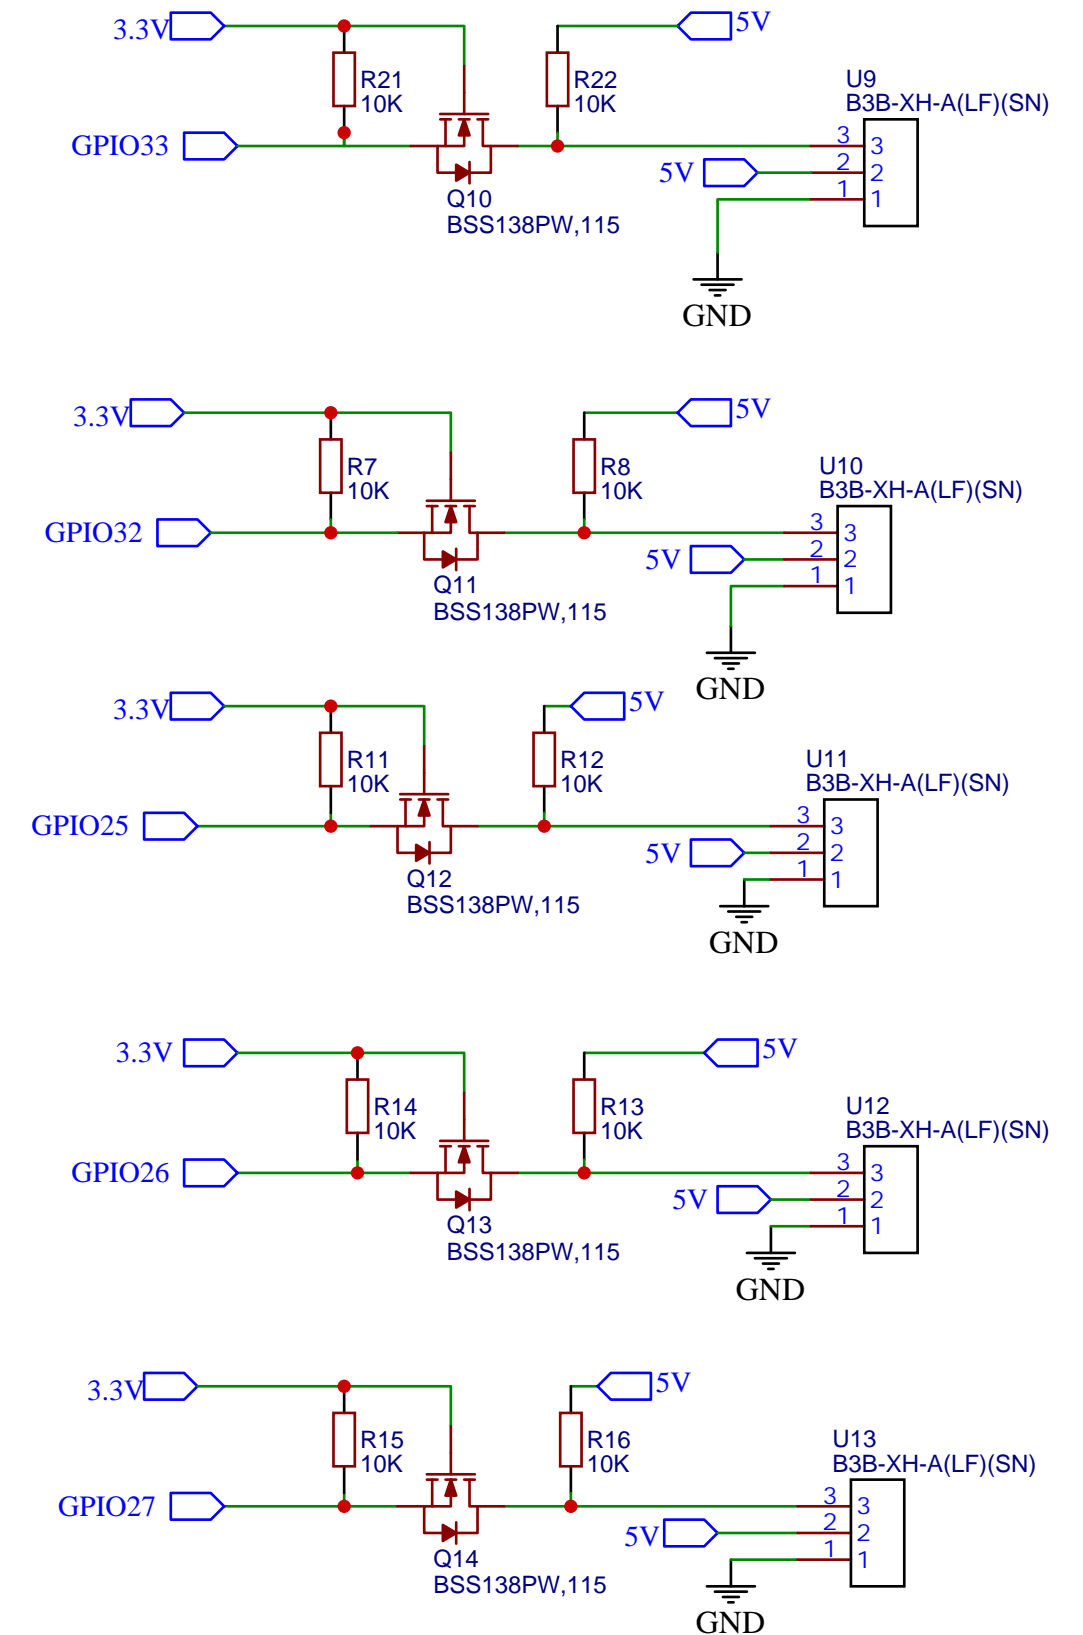 3.3V
5V
R21
10K
R22
10K
U9
B3B-XH-A(LF)(SN)
GPIO33
3 3
5V
2 2
1 1
Q10
BSS138PW,115
GND
3.3V
5V
R7
10K
R8
10K
U10
B3B-XH-A(LF)(SN)
GPIO32
3 3
5V
2 2
1 1
Q11
BSS138PW,115
GND
3.3V
5V
R11
10K
R12
10K
U11
B3B-XH-A(LF)(SN)
GPIO25
3 3
5V
2 2
1 1
Q12
BSS138PW,115
GND
3.3V
5V
R14
10K
R13
10K
U12
B3B-XH-A(LF)(SN)
GPIO26
3 3
5V
2 2
1 1
Q13
BSS138PW,115
GND
3.3V
5V
R15
10K
R16
10K
U13
B3B-XH-A(LF)(SN)
GPIO27
3 3
5V
2 2
1 1
Q14
BSS138PW,115
GND